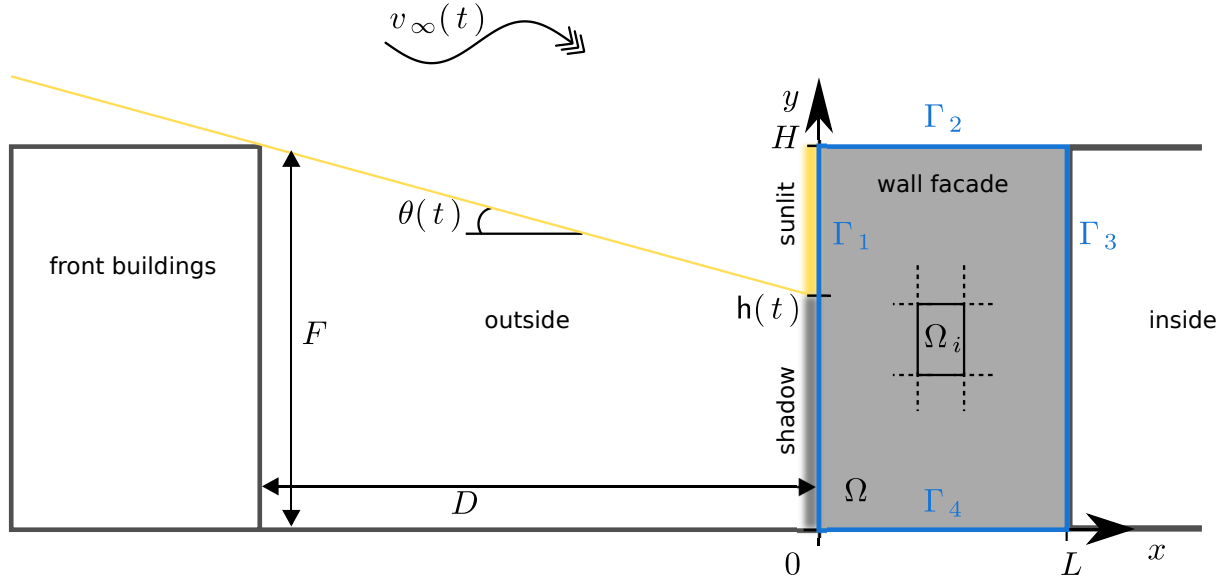 v∞(t)
y
H
Γ2
wall facade
sunlit
θ(t)
Γ1
Γ3
front buildings
h(t)
outside
inside
F
Ωi
shadow
D
Ω
Γ4
0
L
x